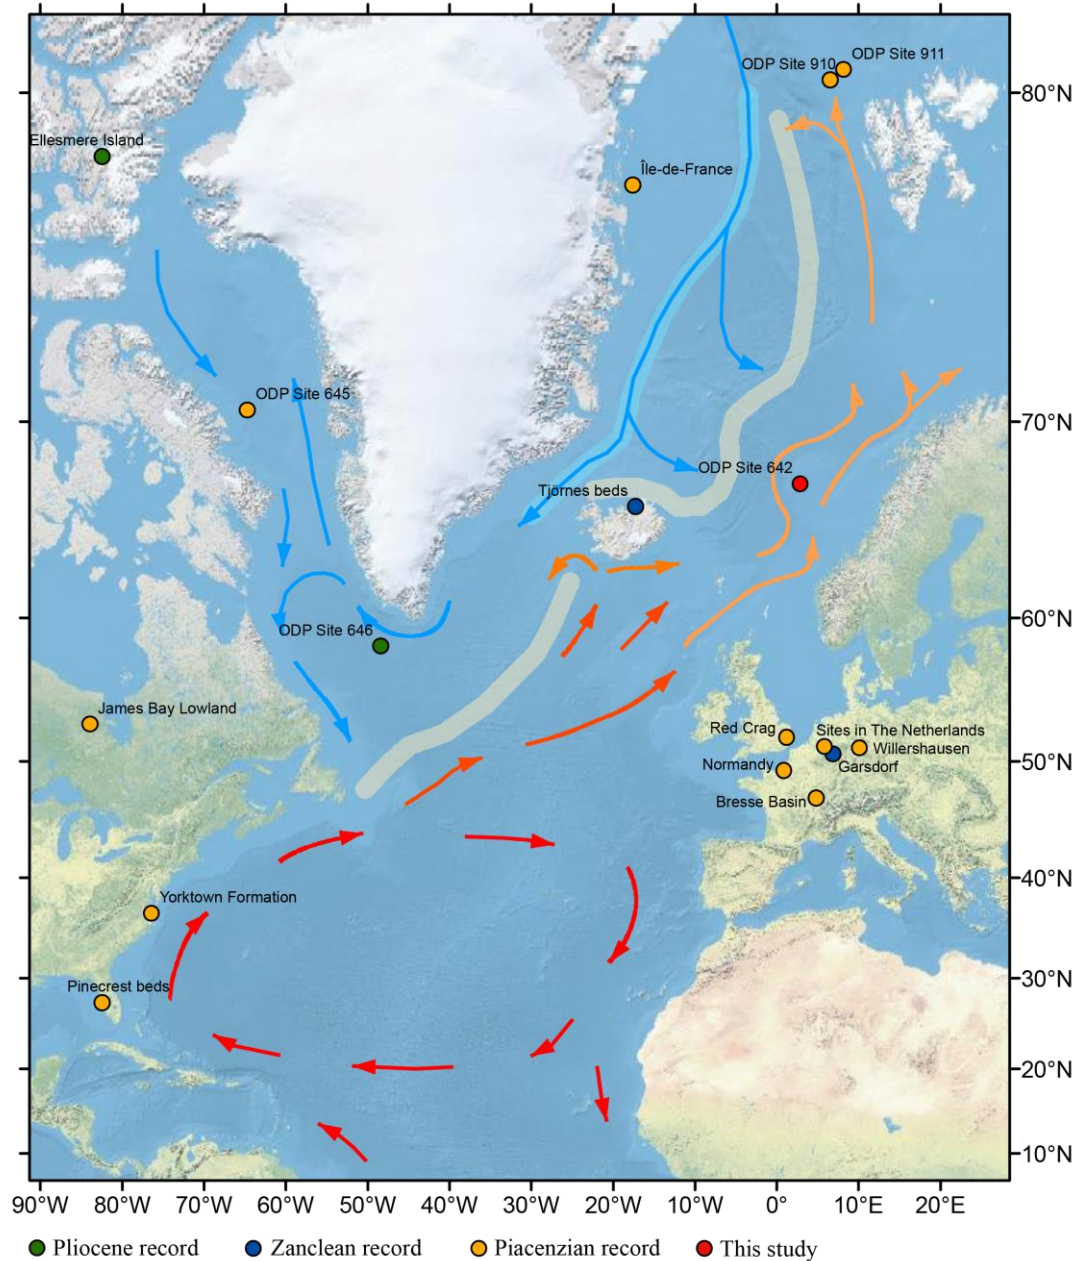 ODP Site 911
ODP Site 910
80°N
Ellesmere Island
Île-de-France
ODP Site 645
70°N
ODP Site 642
Tjörnes beds
60°N
ODP Site 646
James Bay Lowland
Red Crag
Sites in The Netherlands
Willershausen
50°N
Normandy
Garsdorf
Bresse Basin
40°N
Yorktown Formation
30°N
Pinecrest beds
20°N
10°N
90°W 80°W 70°W 60°W 50°W 40°W 30°W 20°W 10°W 0 10°E 20°E
Pliocene record Zanclean record Piacenzian record This study